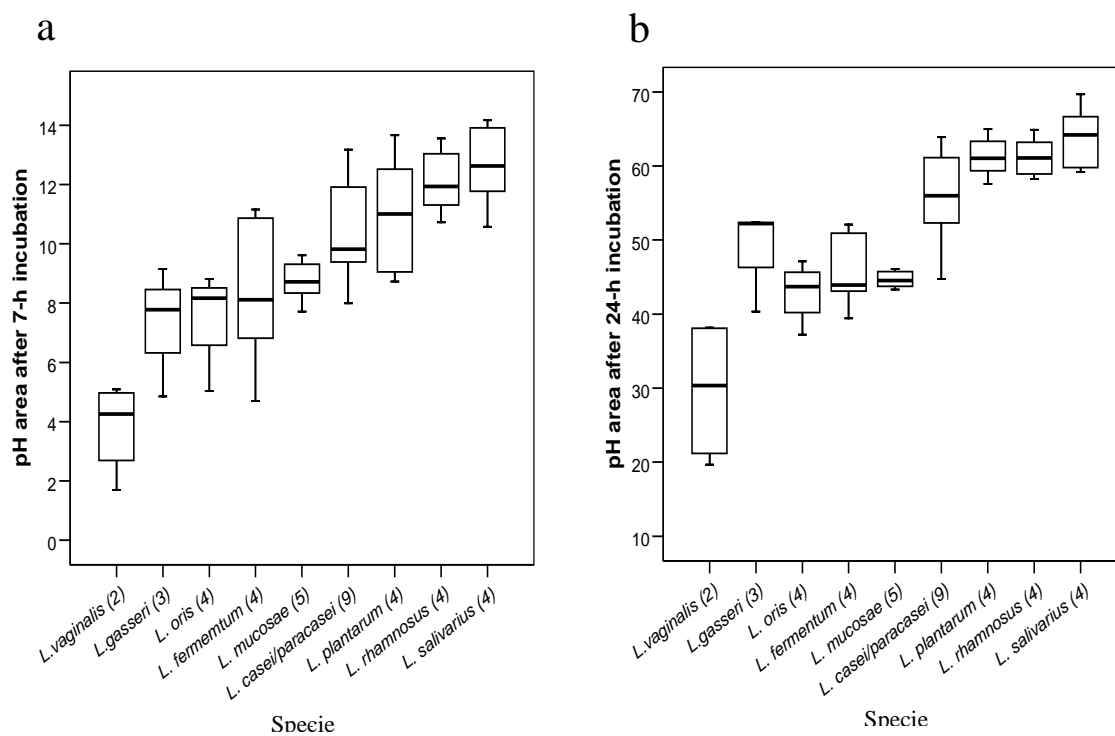 a
pH area after 7-h incubation
14
12
10
8
6
4
2
0
L.vaginalis (2)
L.gasseri (3)
L. oris (4)
L. fermentum (4)
L. mucosae (5)
L. casei/paracasei (9)
L. plantarum (4)
L. rhamnosus (4)
L. salivarius (4)
Specie
b
pH area after 24-h incubation
70
60
50
40
30
20
10
L.vaginalis (2)
L.gasseri (3)
L. oris (4)
L. fermentum (4)
L. mucosae (5)
L. casei/paracasei (9)
L. plantarum (4)
L. rhamnosus (4)
L. salivarius (4)
Specie